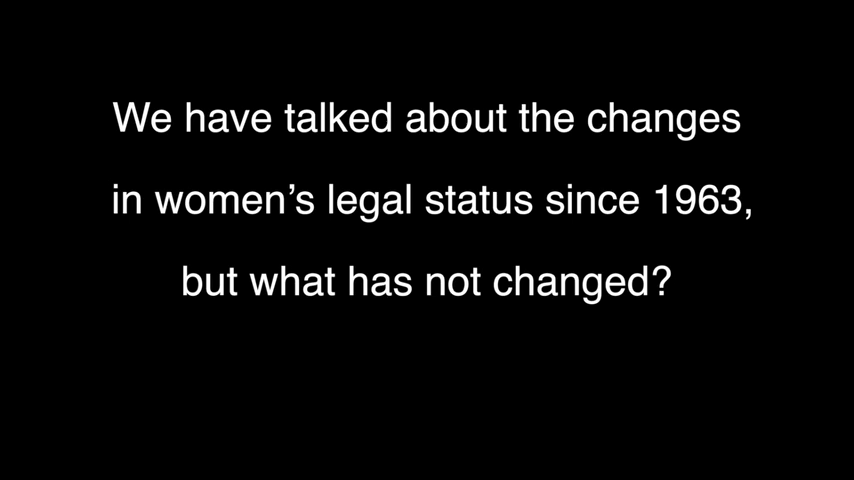 We have talked about the changes
in women’s legal status since 1963,
but what has not changed?